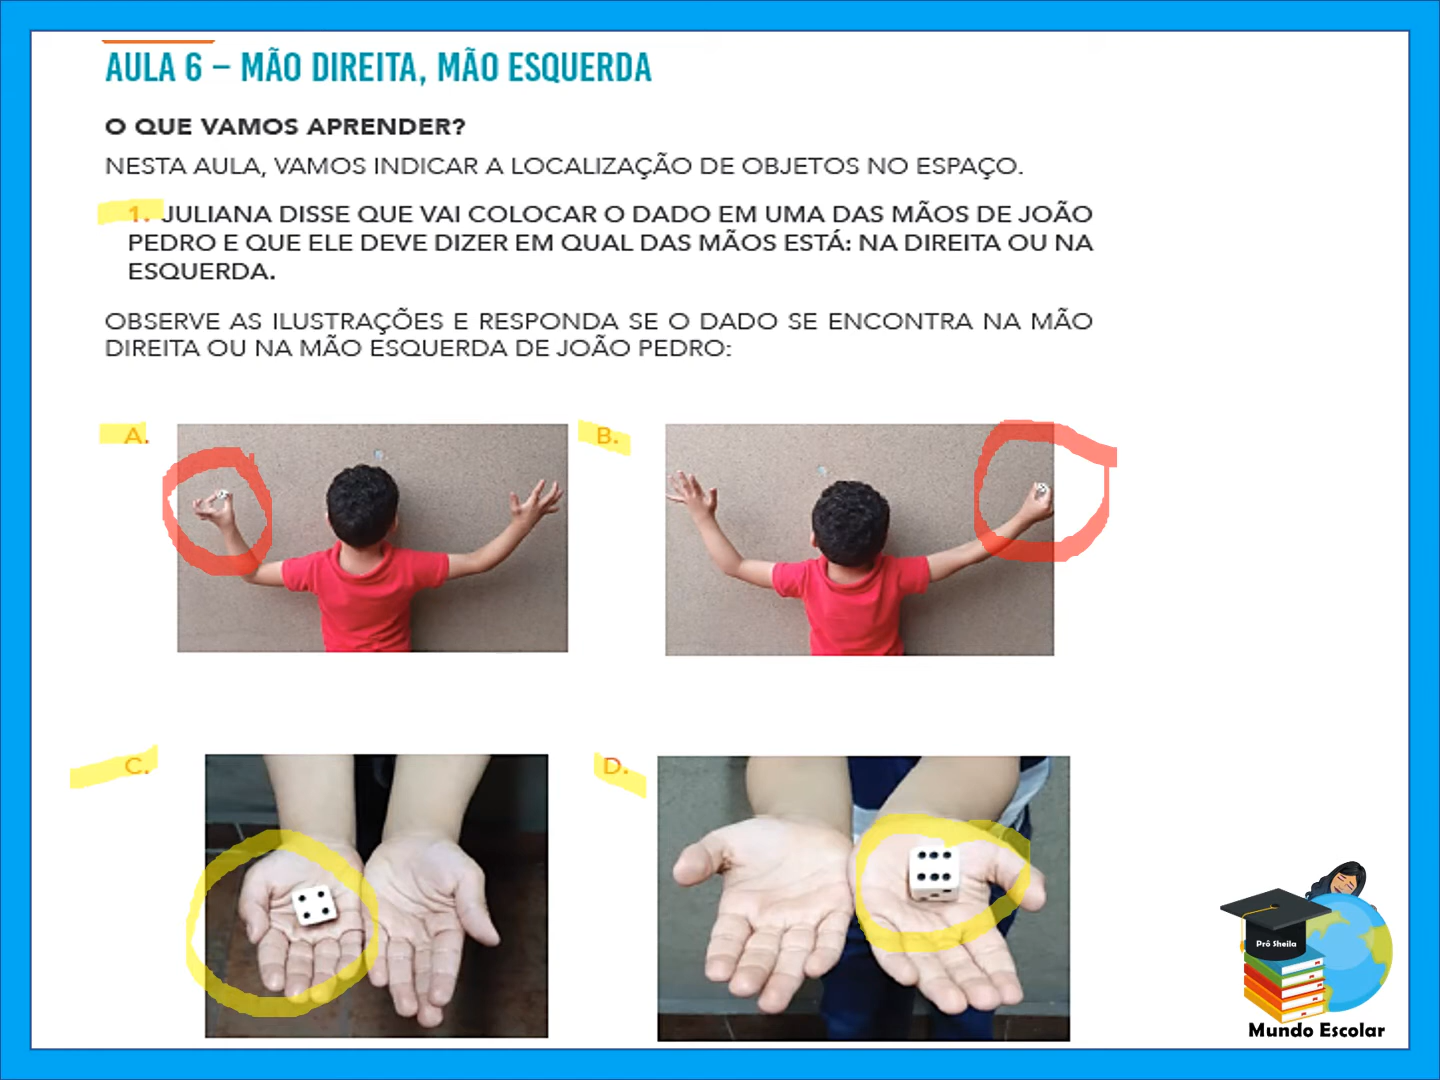 AULA 6 – MÃO DIREITA, MÃO ESQUERDA
O QUE VAMOS APRENDER?
NESTA AULA, VAMOS INDICAR A LOCALIZAÇÃO DE OBJETOS NO ESPAÇO.
1. JULIANA DISSE QUE VAI COLOCAR O DADO EM UMA DAS MÃOS DE JOÃO
PEDRO E QUE ELE DEVE DIZER EM QUAL DAS MÃOS ESTÁ: NA DIREITA OU NA
ESQUERDA.
OBSERVE AS ILUSTRAÇÕES E RESPONDA SE O DADO SE ENCONTRA NA MÃO
DIREITA OU NA MÃO ESQUERDA DE JOÃO PEDRO:
A.
B.
C.
D.
Pró Sheila
Mundo Escolar